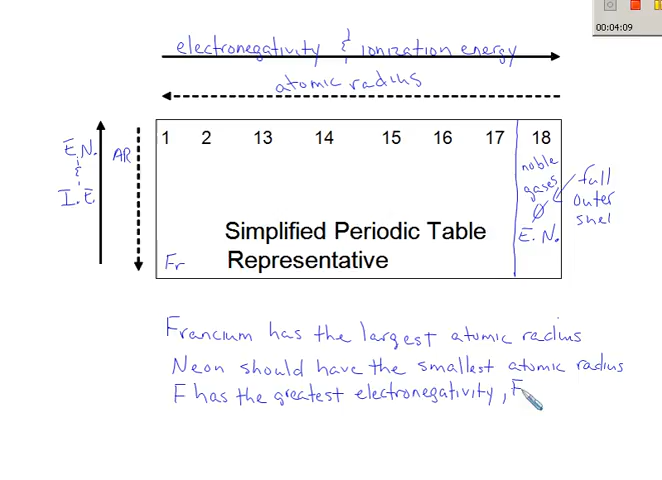 00:04:09
electronegativity & ionization energy
atomic radius
E.N. & I.E.
AR
1 2 13 14 15 16 17 18
noble
gases
Ø
E.N.
full
outer
shel
Simplified Periodic Table
Fr Representative
Francium has the largest atomic radius
Neon should have the smallest atomic radius
F has the greatest electronegativity, F